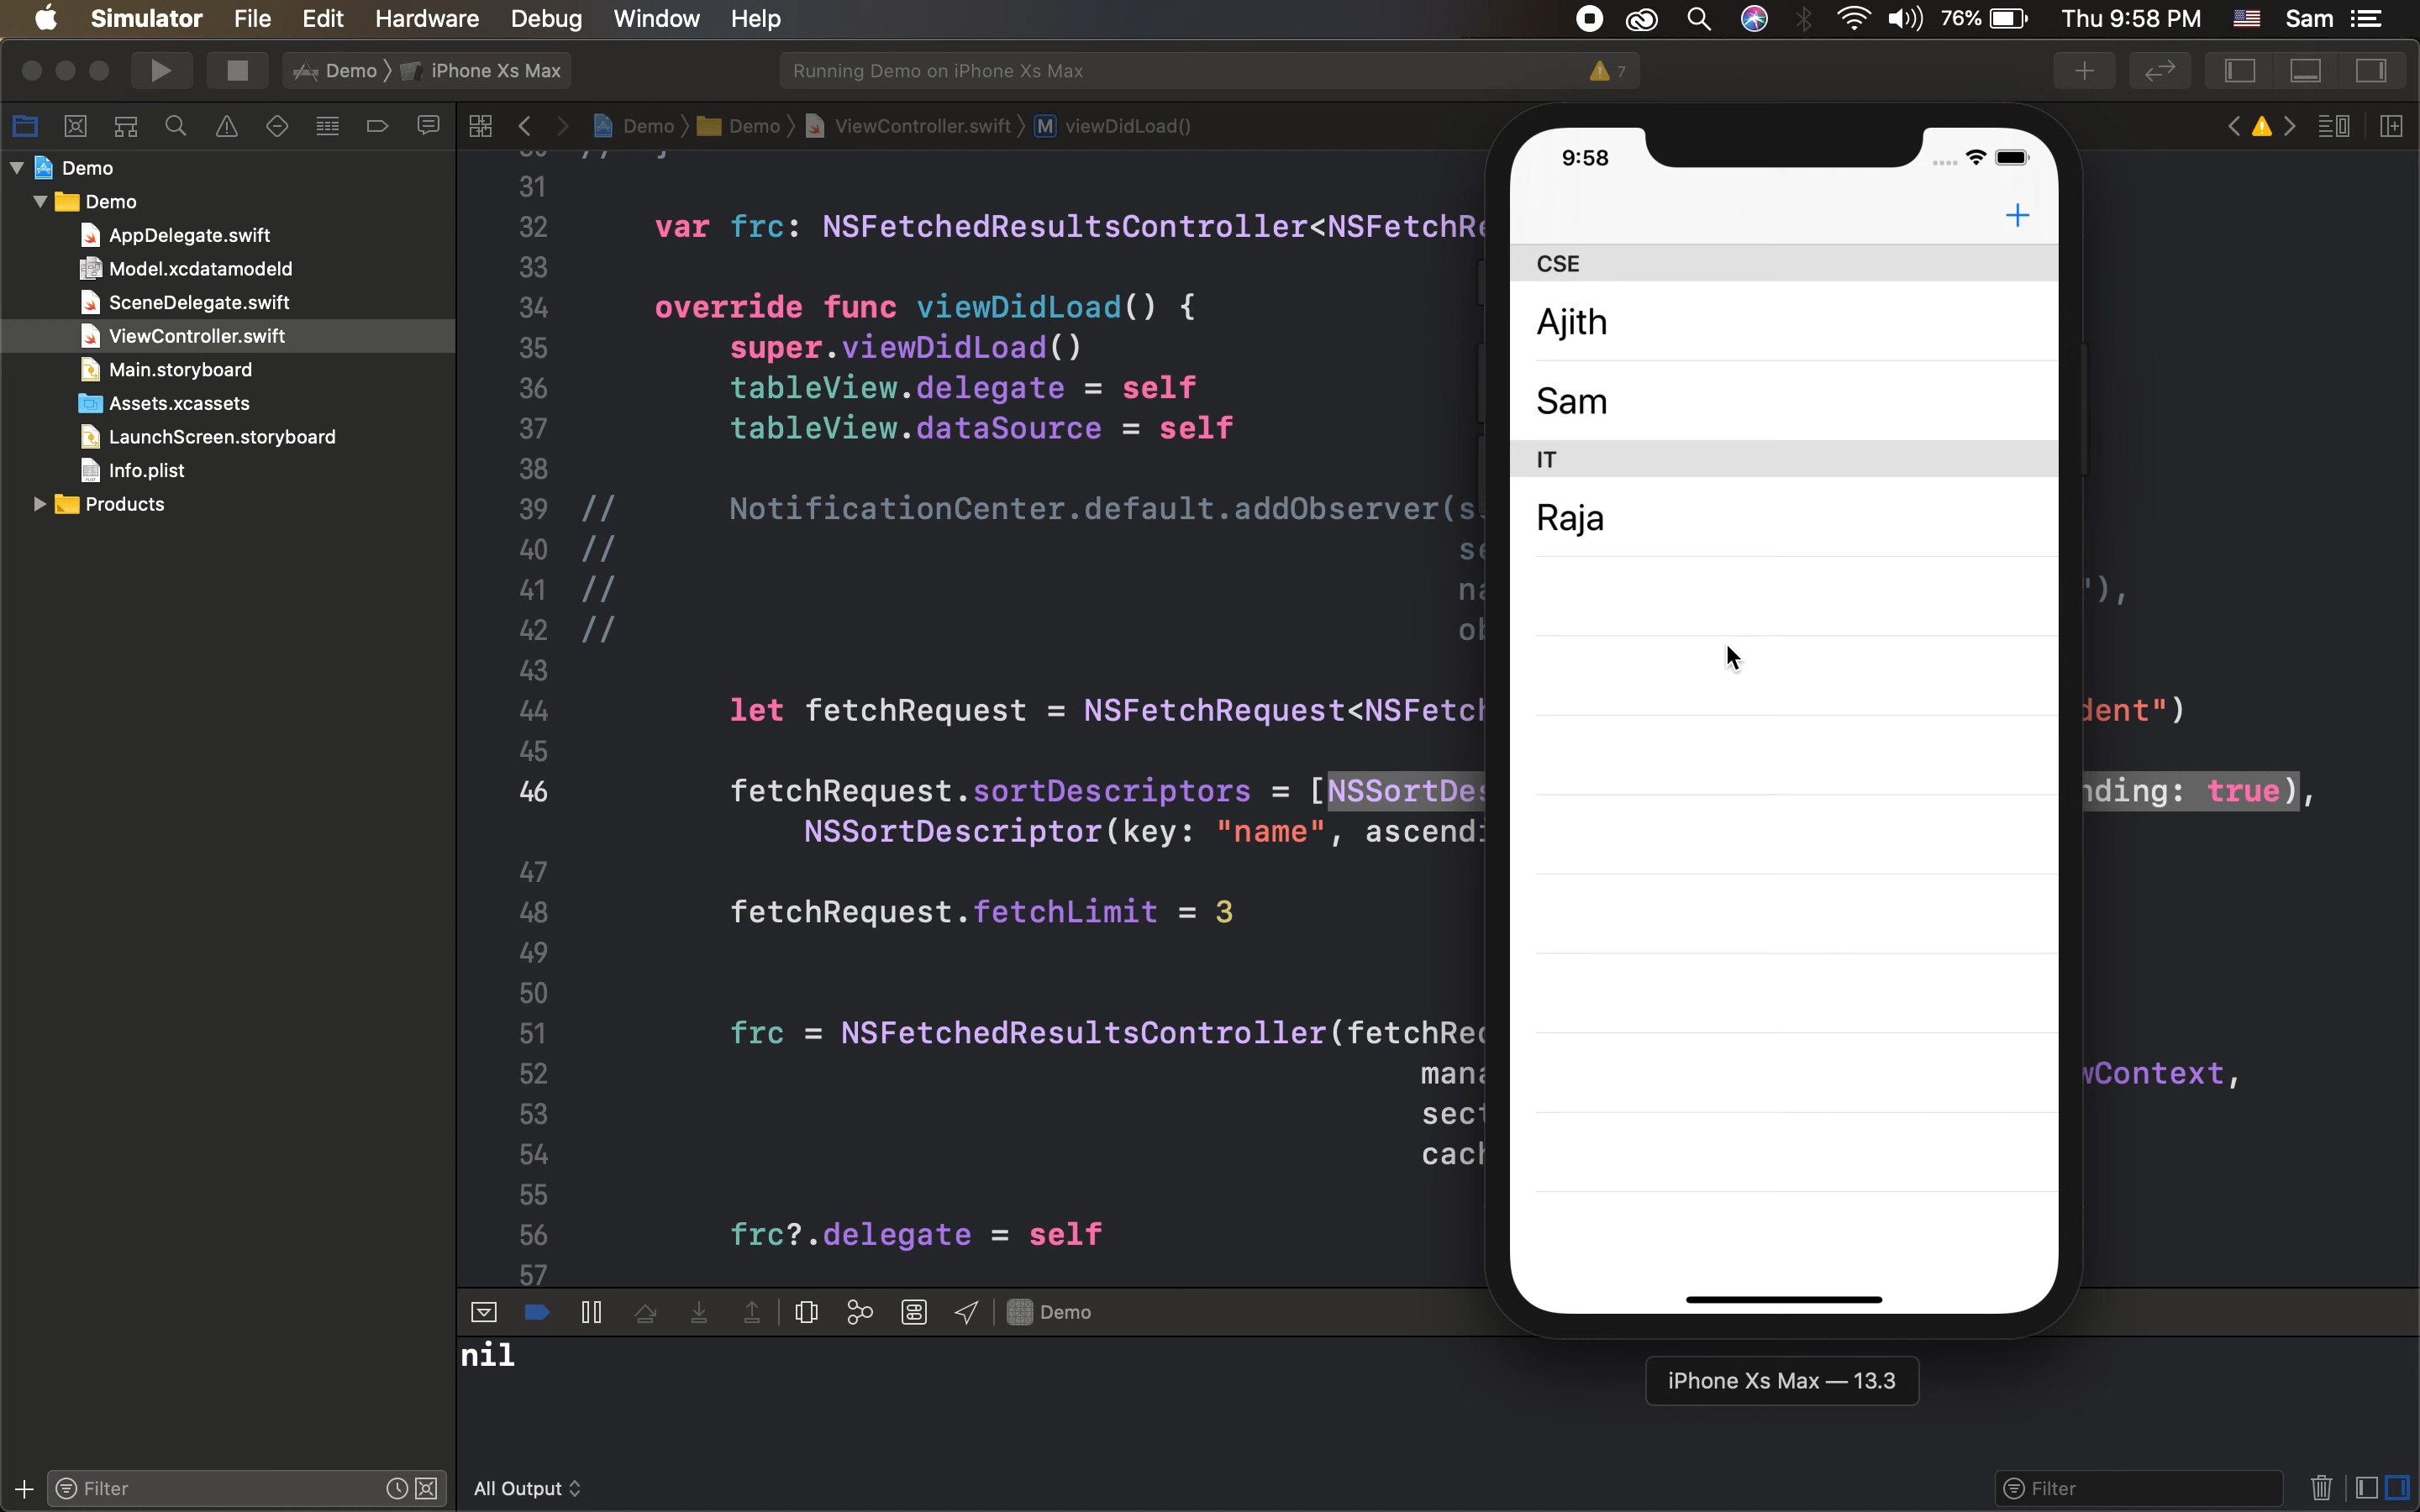 Simulator File Edit Hardware Debug Window Help 76% Thu 9:58 PM Sam
Demo iPhone Xs Max Running Demo on iPhone Xs Max 7
Demo Demo ViewController.swift M viewDidLoad()
Demo
Demo
AppDelegate.swift
Model.xcdatamodeld
SceneDelegate.swift
ViewController.swift
Main.storyboard
Assets.xcassets
LaunchScreen.storyboard
Info.plist
Products
Filter
31
32 var frc: NSFetchedResultsController<NSFetchRe
33
34 override func viewDidLoad() {
35 super.viewDidLoad()
36 tableView.delegate = self
37 tableView.dataSource = self
38
39 // NotificationCenter.default.addObserver(s
40 // se
41 // na "),
42 // ob
43
44 let fetchRequest = NSFetchRequest<NSFetch dent")
45
46 fetchRequest.sortDescriptors = [NSSortDes nding: true),
NSSortDescriptor(key: "name", ascendi
47
48 fetchRequest.fetchLimit = 3
49
50
51 frc = NSFetchedResultsController(fetchReq
52 mana wContext,
53 sect
54 cach
55
56 frc?.delegate = self
57
9:58
+
CSE
Ajith
Sam
IT
Raja
iPhone Xs Max — 13.3
Demo
nil
All Output Filter